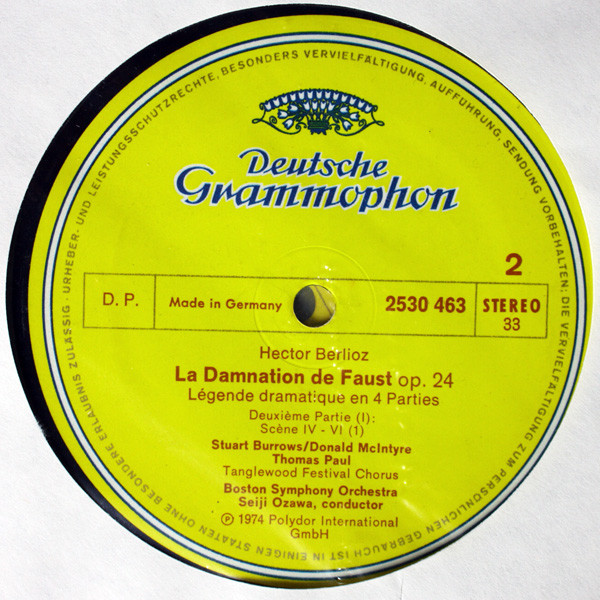 URHEBER- UND LEISTUNGSSCHUTZRECHTE, BESONDERS VERVIELFÄLTIGUNG, AUFFÜHRUNG, SENDUNG VORBEHALTEN; DIE VERVIELFÄLTIGUNG ZUM PERSÖNLICHEN GEBRAUCH IST IN EINIGEN STAATEN OHNE BESONDERE ERLAUBNIS ZULÄSSIG ·
Deutsche
Grammophon
2
D. P.
Made in Germany
2530 463
STEREO
33
Hector Berlioz
La Damnation de Faust op. 24
Légende dramatique en 4 Parties
Deuxième Partie (I):
Scène IV - VI (1)
Stuart Burrows/Donald McIntyre
Thomas Paul
Tanglewood Festival Chorus
Boston Symphony Orchestra
Seiji Ozawa, conductor
℗ 1974 Polydor International
GmbH